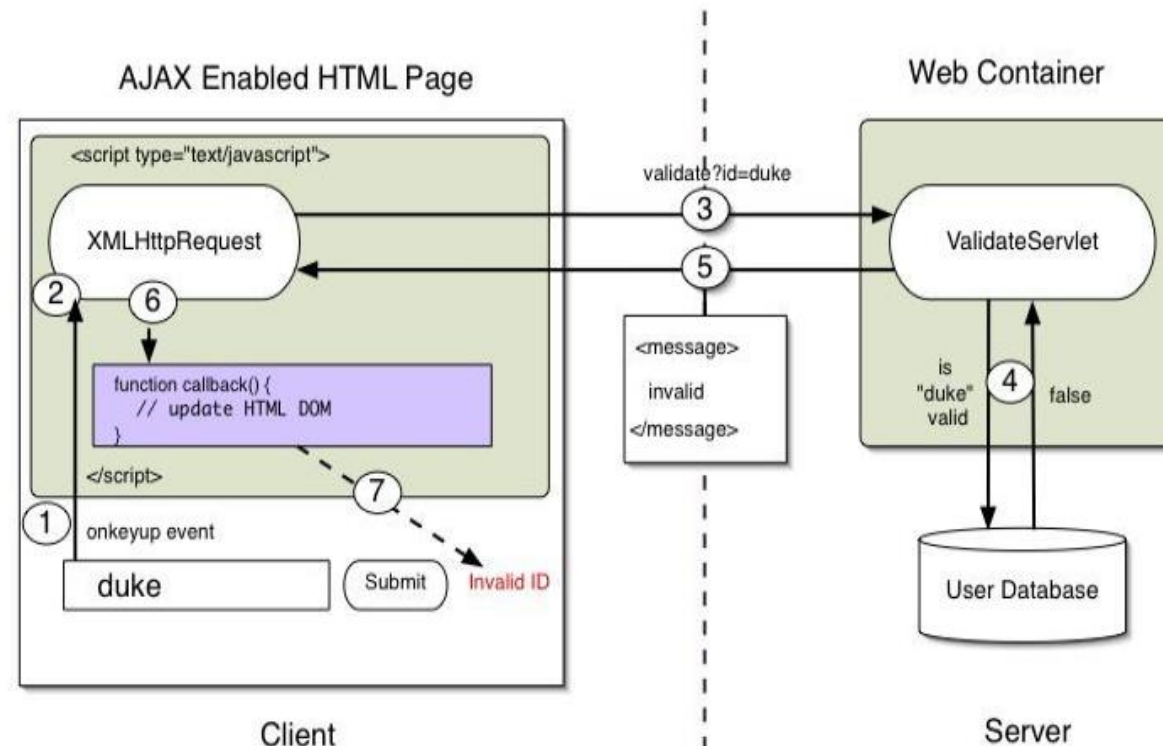 AJAX Enabled HTML Page
Web Container
<script type="text/javascript">
validate?id=duke
3
XMLHttpRequest
ValidateServlet
5
2
6
<message>
invalid
</message>
function callback() {
// update HTML DOM
}
is
"duke"
valid
4
false
</script>
7
1
onkeyup event
duke
Submit
Invalid ID
User Database
Client
Server